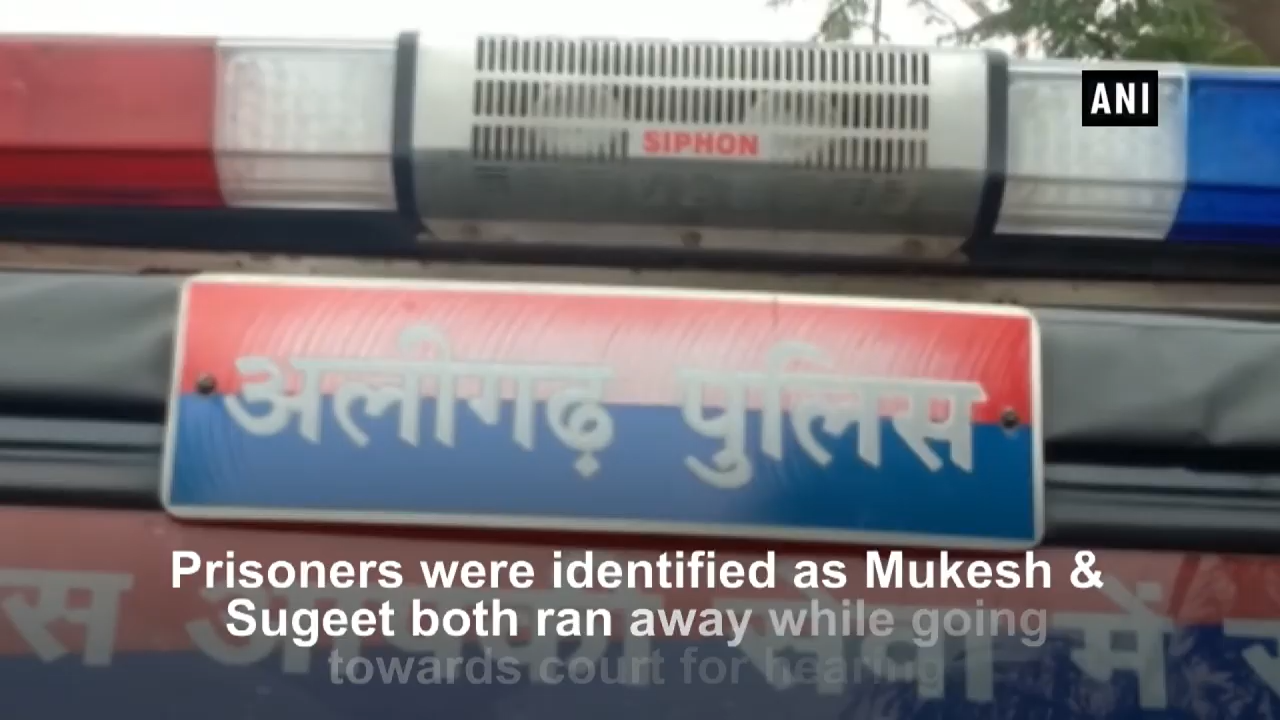 ANI
SIPHON
अलीगढ़ पुलिस
Prisoners were identified as Mukesh &
Sugeet both ran away while going
towards court for hearing
आपकी सेवा में